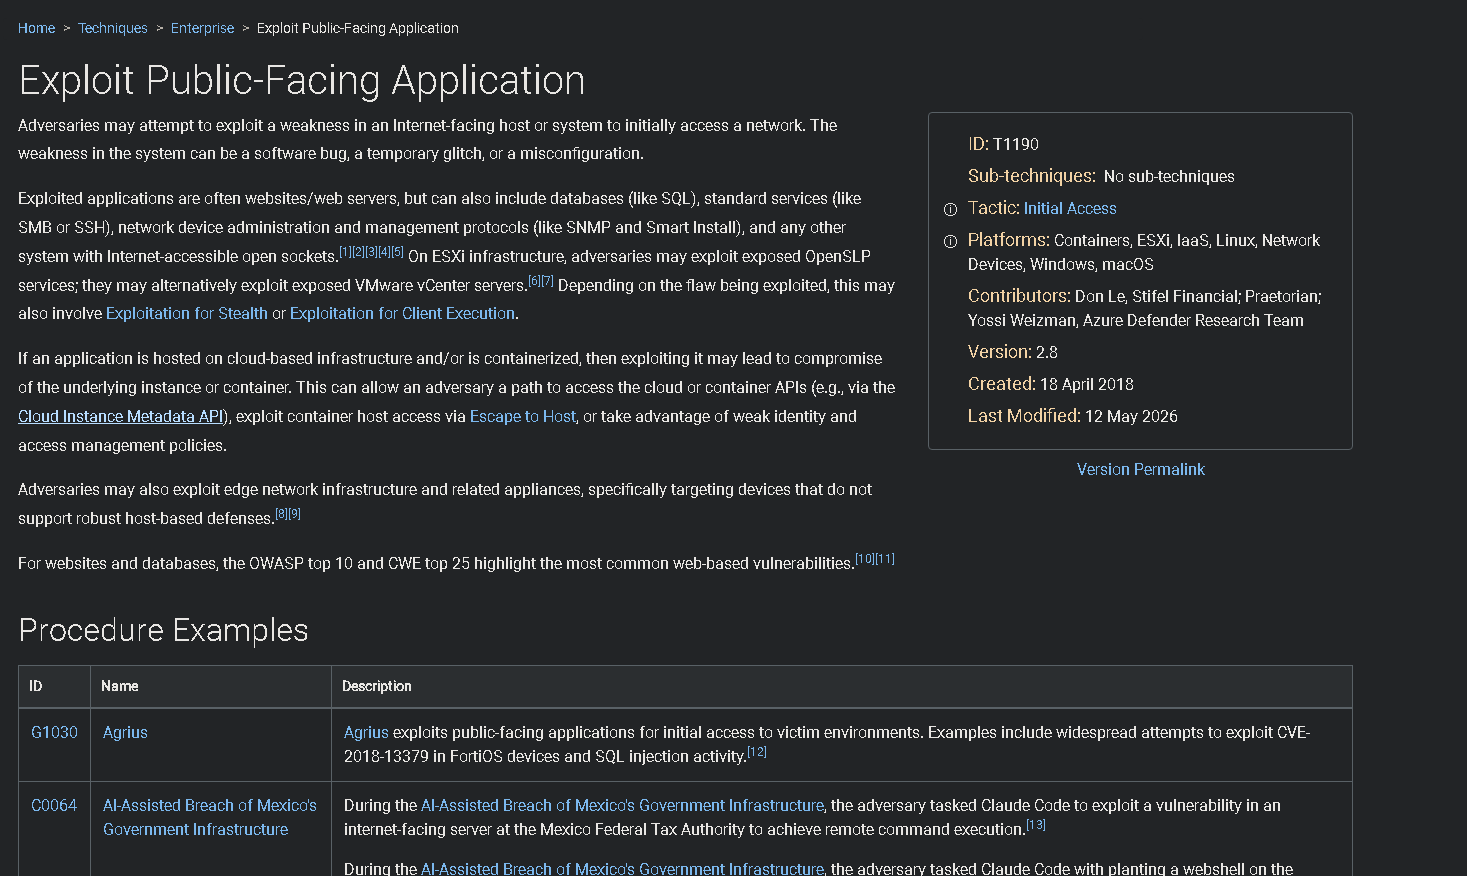 Home > Techniques > Enterprise > Exploit Public-Facing Application
Exploit Public-Facing Application
Adversaries may attempt to exploit a weakness in an Internet-facing host or system to initially access a network. The
weakness in the system can be a software bug, a temporary glitch, or a misconfiguration.
Exploited applications are often websites/web servers, but can also include databases (like SQL), standard services (like
SMB or SSH), network device administration and management protocols (like SNMP and Smart Install), and any other
system with Internet-accessible open sockets.[1][2][3][4][5] On ESXi infrastructure, adversaries may exploit exposed OpenSLP
services; they may alternatively exploit exposed VMware vCenter servers.[6][7] Depending on the flaw being exploited, this may
also involve Exploitation for Stealth or Exploitation for Client Execution.
If an application is hosted on cloud-based infrastructure and/or is containerized, then exploiting it may lead to compromise
of the underlying instance or container. This can allow an adversary a path to access the cloud or container APIs (e.g., via the
Cloud Instance Metadata API), exploit container host access via Escape to Host, or take advantage of weak identity and
access management policies.
Adversaries may also exploit edge network infrastructure and related appliances, specifically targeting devices that do not
support robust host-based defenses.[8][9]
For websites and databases, the OWASP top 10 and CWE top 25 highlight the most common web-based vulnerabilities.[10][11]
ID: T1190
Sub-techniques: No sub-techniques
Tactic: Initial Access
Platforms: Containers, ESXi, IaaS, Linux, Network
Devices, Windows, macOS
Contributors: Don Le, Stifel Financial; Praetorian;
Yossi Weizman, Azure Defender Research Team
Version: 2.8
Created: 18 April 2018
Last Modified: 12 May 2026
Version Permalink
Procedure Examples
ID Name Description
G1030 Agrius Agrius exploits public-facing applications for initial access to victim environments. Examples include widespread attempts to exploit CVE-
2018-13379 in FortiOS devices and SQL injection activity.[12]
C0064 AI-Assisted Breach of Mexico's During the AI-Assisted Breach of Mexico's Government Infrastructure, the adversary tasked Claude Code to exploit a vulnerability in an
Government Infrastructure internet-facing server at the Mexico Federal Tax Authority to achieve remote command execution.[13]
During the AI-Assisted Breach of Mexico's Government Infrastructure, the adversary tasked Claude Code with planting a webshell on the